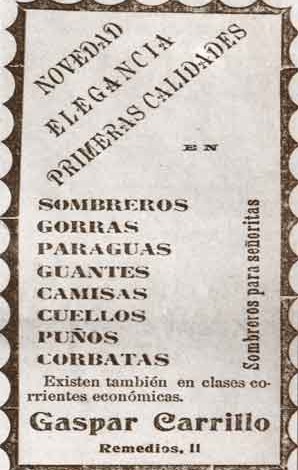 NOVEDAD
ELEGANCIA
PRIMERAS CALIDADES
EN
SOMBREROS
GORRAS
PARAGUAS
GUANTES
CAMISAS
CUELLOS
PUÑOS
CORBATAS
Sombreros para señoritas
Existen también en clases co-
rrientes económicas.
Gaspar Carrillo
Remedios, 11